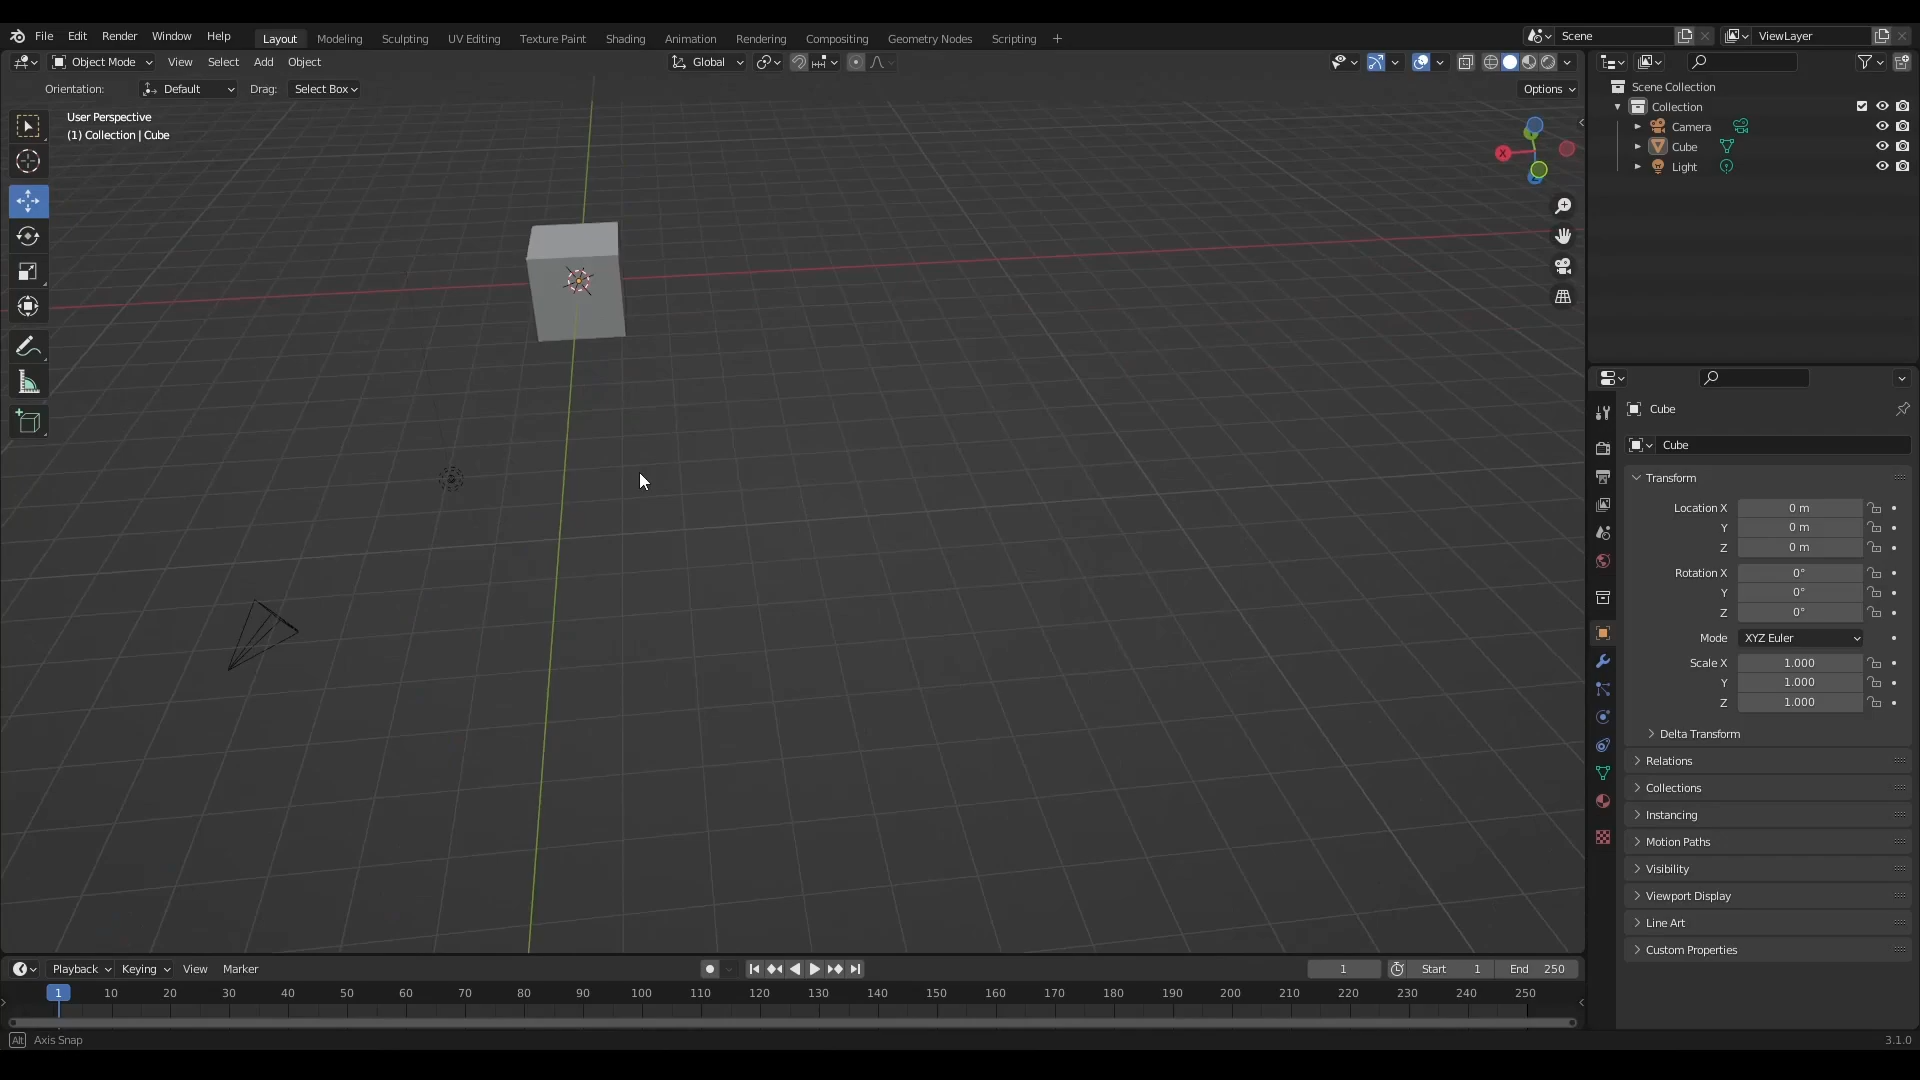 File Edit Render Window Help Layout Modeling Sculpting UV Editing Texture Paint Shading Animation Rendering Compositing Geometry Nodes Scripting + Scene ViewLayer
Object Mode View Select Add Object Global
Orientation: Default Drag: Select Box Options
User Perspective
(1) Collection | Cube
X
Scene Collection
Collection
Camera
Cube
Light
Cube
Cube
Transform
Location X 0 m
Y 0 m
Z 0 m
Rotation X 0°
Y 0°
Z 0°
Mode XYZ Euler
Scale X 1.000
Y 1.000
Z 1.000
Delta Transform
Relations
Collections
Instancing
Motion Paths
Visibility
Viewport Display
Line Art
Custom Properties
Playback Keying View Marker 1 Start 1 End 250
1 10 20 30 40 50 60 70 80 90 100 110 120 130 140 150 160 170 180 190 200 210 220 230 240 250
Alt Axis Snap 3.1.0